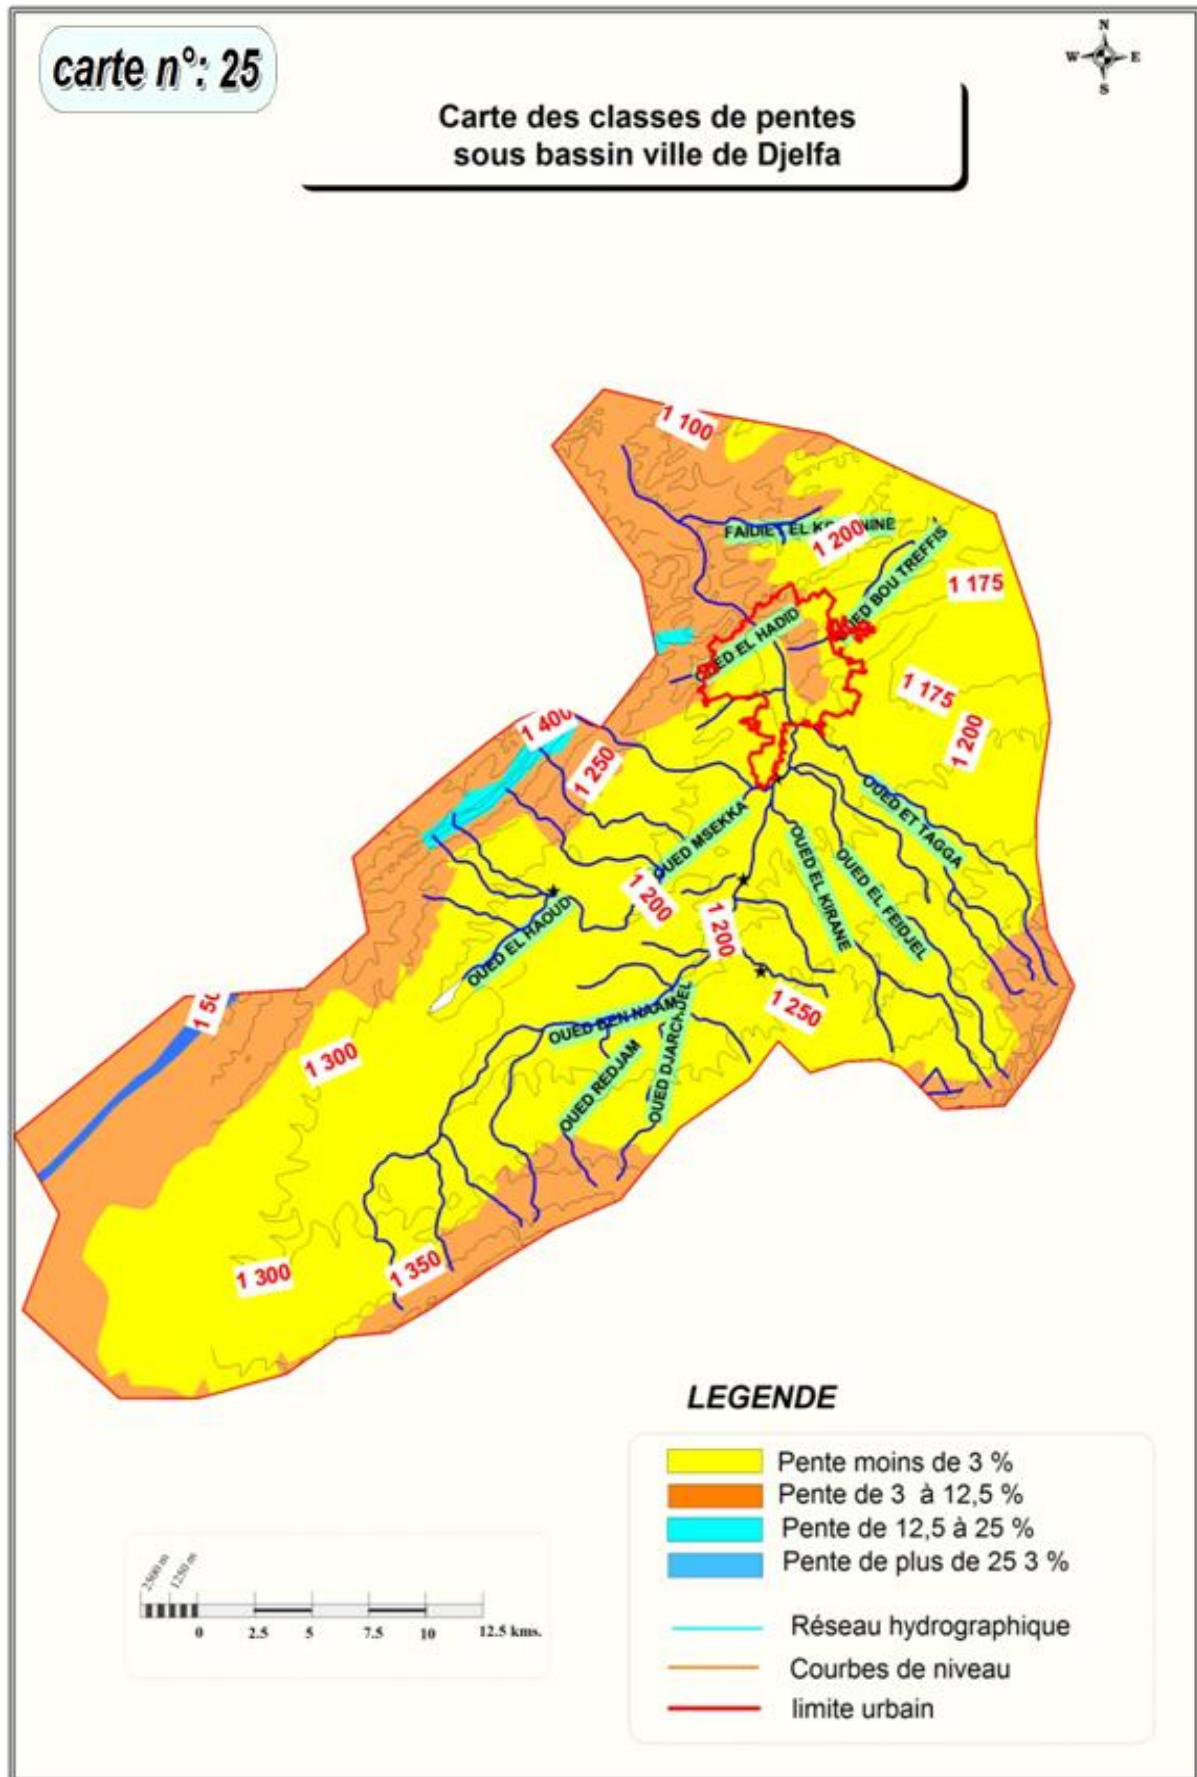 carte n°: 25
N
W E
S
Carte des classes de pentes
sous bassin ville de Djelfa
1 100
1 200
OUED BOU TREFFIS
1 175
OUED EL HADID
1 175
1 200
1 400
1 250
OUED ET TAGGA
OUED MSEKKA
OUED EL KIRANE
OUED EL FEIDJEL
1 200
1 200
OUED EL HAOUD
1 250
OUED BEN NAAM
OUED REDJAM
1 300
1 300
1 350
LEGENDE
Pente moins de 3 %
Pente de 3 à 12,5 %
Pente de 12,5 à 25 %
Pente de plus de 25 3 %
Réseau hydrographique
Courbes de niveau
limite urbain
2500 m 1250 m
0 2.5 5 7.5 10 12.5 kms.